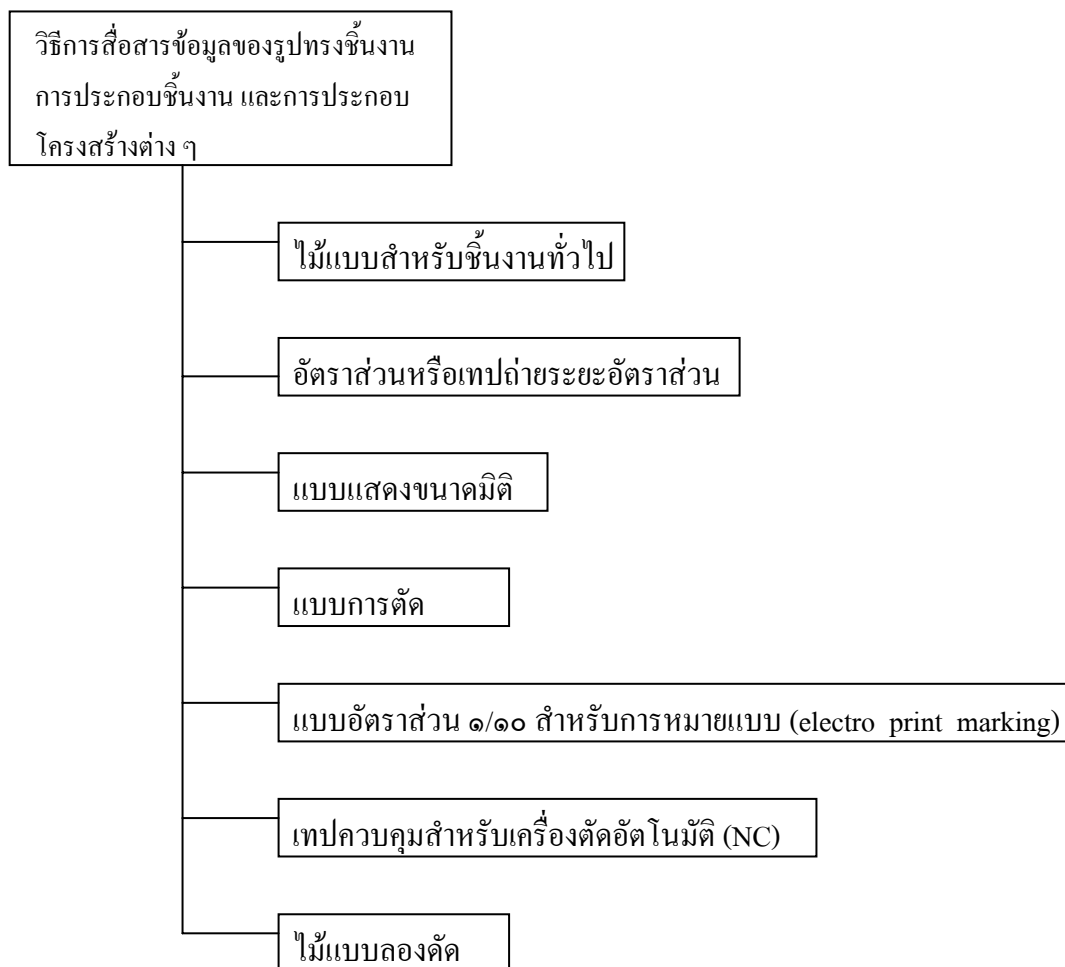 วิธีการสื่อสารข้อมูลของรูปทรงชิ้นงาน
การประกอบชิ้นงาน และการประกอบ
โครงสร้างต่าง ๆ
ไม้แบบสำหรับชิ้นงานทั่วไป
อัตราส่วนหรือเทปถ่ายระยะอัตราส่วน
แบบแสดงขนาดมิติ
แบบการตัด
แบบอัตราส่วน ๑/๑๐ สำหรับการหมายแบบ (electro print marking)
เทปควบคุมสำหรับเครื่องตัดอัตโนมัติ (NC)
ไม้แบบลองดัด